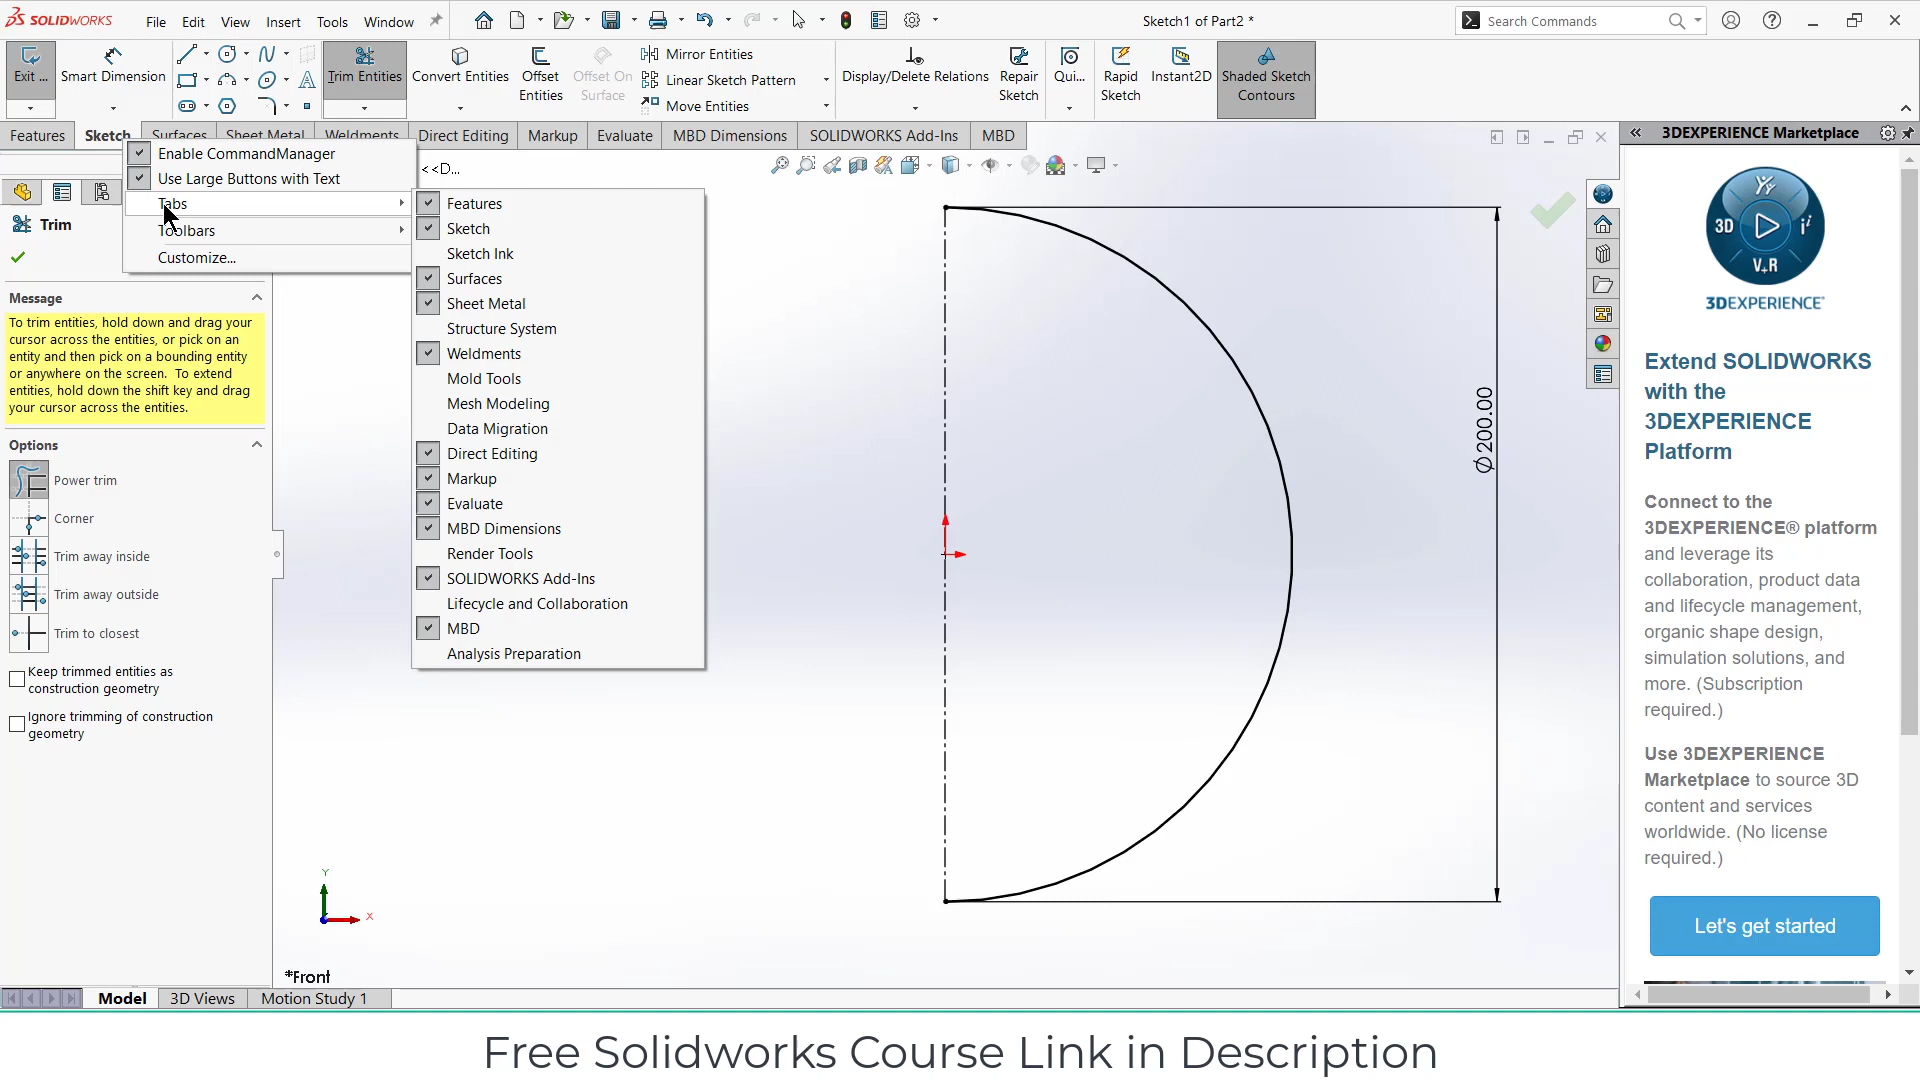 SOLIDWORKS
File Edit View Insert Tools Window
Sketch1 of Part2 *
Search Commands
Exit ...
Smart Dimension
Trim Entities
Convert Entities
Offset Entities
Offset On Surface
Mirror Entities
Linear Sketch Pattern
Move Entities
Display/Delete Relations
Repair Sketch
Qui...
Rapid Sketch
Instant2D
Shaded Sketch Contours
Features Sketch Surfaces Sheet Metal Weldments Direct Editing Markup Evaluate MBD Dimensions SOLIDWORKS Add-Ins MBD
Enable CommandManager
Use Large Buttons with Text
Tabs
Toolbars
Customize...
<<D...
Features
Sketch
Sketch Ink
Surfaces
Sheet Metal
Structure System
Weldments
Mold Tools
Mesh Modeling
Data Migration
Direct Editing
Markup
Evaluate
MBD Dimensions
Render Tools
SOLIDWORKS Add-Ins
Lifecycle and Collaboration
MBD
Analysis Preparation
Trim
Message
To trim entities, hold down and drag your
cursor across the entities, or pick on an
entity and then pick on a bounding entity
or anywhere on the screen. To extend
entities, hold down the shift key and drag
your cursor across the entities.
Options
Power trim
Corner
Trim away inside
Trim away outside
Trim to closest
Keep trimmed entities as
construction geometry
Ignore trimming of construction
geometry
Ø200.00
Y
X
*Front
Model 3D Views Motion Study 1
3DEXPERIENCE Marketplace
3D
i²
V+R
3DEXPERIENCE®
Extend SOLIDWORKS
with the
3DEXPERIENCE
Platform
Connect to the
3DEXPERIENCE® platform
and leverage its
collaboration, product data
and lifecycle management,
organic shape design,
simulation solutions, and
more. (Subscription
required.)
Use 3DEXPERIENCE
Marketplace to source 3D
content and services
worldwide. (No license
required.)
Let's get started
Free Solidworks Course Link in Description